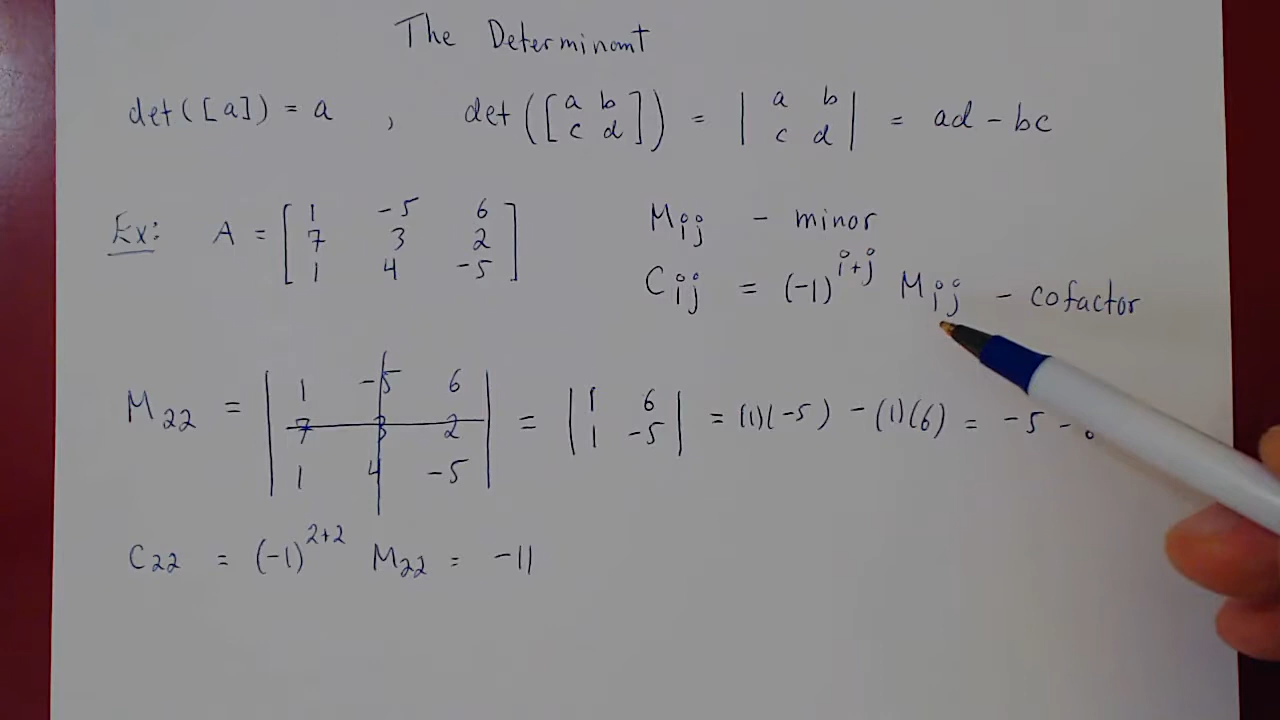 The Determinant
det([a]) = a , det([a b c d]) = | a b c d | = ad - bc
Ex: A = [1 -5 6
7 3 2
1 4 -5]
Mij - minor
Cij = (-1)^i+j Mij - cofactor
M22 = | 1 -5 6
7 3 2
1 4 -5 | = | 1 6 1 -5 | = (1)(-5) - (1)(6) = -5 -
C22 = (-1)^2+2 M22 = -11